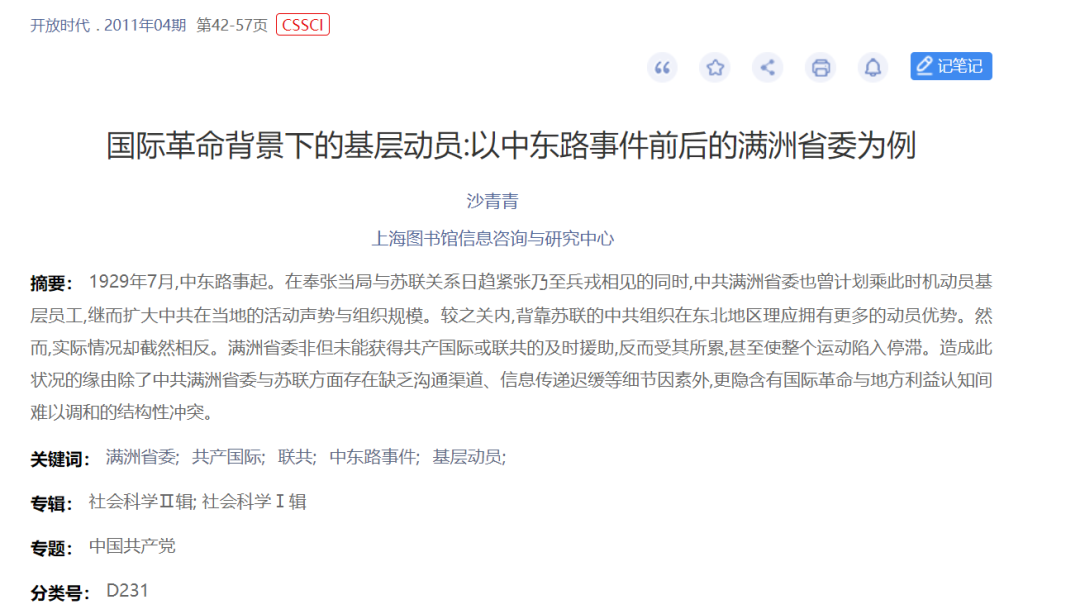 开放时代 . 2011年04期 第42-57页 CSSCI
记笔记
国际革命背景下的基层动员:以中东路事件前后的满洲省委为例
沙青青
上海图书馆信息咨询与研究中心
摘要: 1929年7月,中东路事起。在奉张当局与苏联关系日趋紧张乃至兵戎相见的同时,中共满洲省委也曾计划乘此时机动员基
层员工,继而扩大中共在当地的活动声势与组织规模。较之关内,背靠苏联的中共组织在东北地区理应拥有更多的动员优势。然
而,实际情况却截然相反。满洲省委非但未能获得共产国际或联共的及时援助,反而受其所累,甚至使整个运动陷入停滞。造成此
状况的缘由除了中共满洲省委与苏联方面存在缺乏沟通渠道、信息传递迟缓等细节因素外,更隐含有国际革命与地方利益认知间
难以调和的结构性冲突。
关键词: 满洲省委; 共产国际; 联共; 中东路事件; 基层动员;
专辑: 社会科学Ⅱ辑; 社会科学Ⅰ辑
专题: 中国共产党
分类号: D231